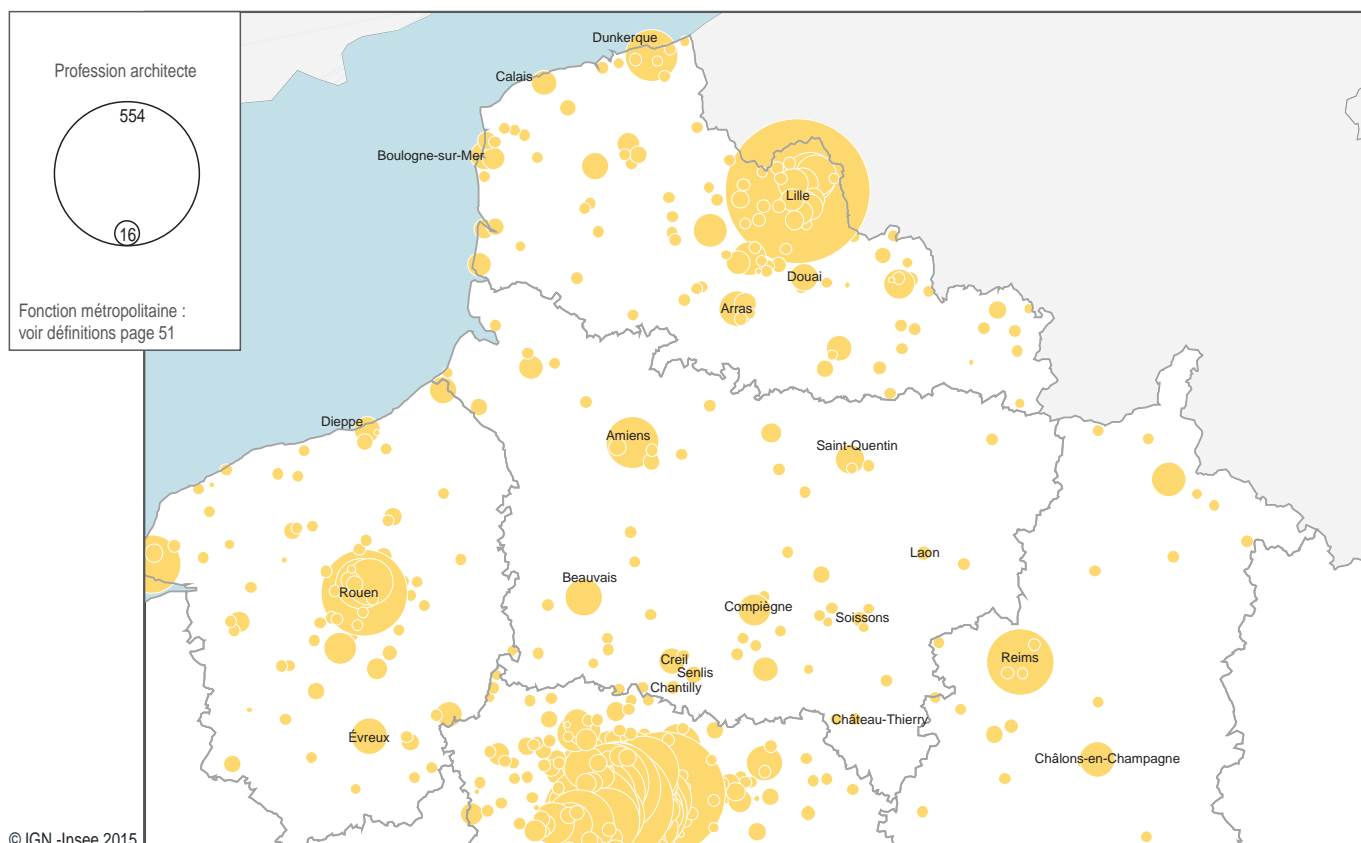 Profession architecte
554
16
Fonction métropolitaine :
voir définitions page 51
Dunkerque
Calais
Boulogne-sur-Mer
Lille
Douai
Arras
Dieppe
Amiens
Saint-Quentin
Laon
Rouen
Beauvais
Compiègne
Soissons
Creil
Senlis
Chantilly
Reims
Château-Thierry
Évreux
Châlons-en-Champagne
© IGN -Insee 2015